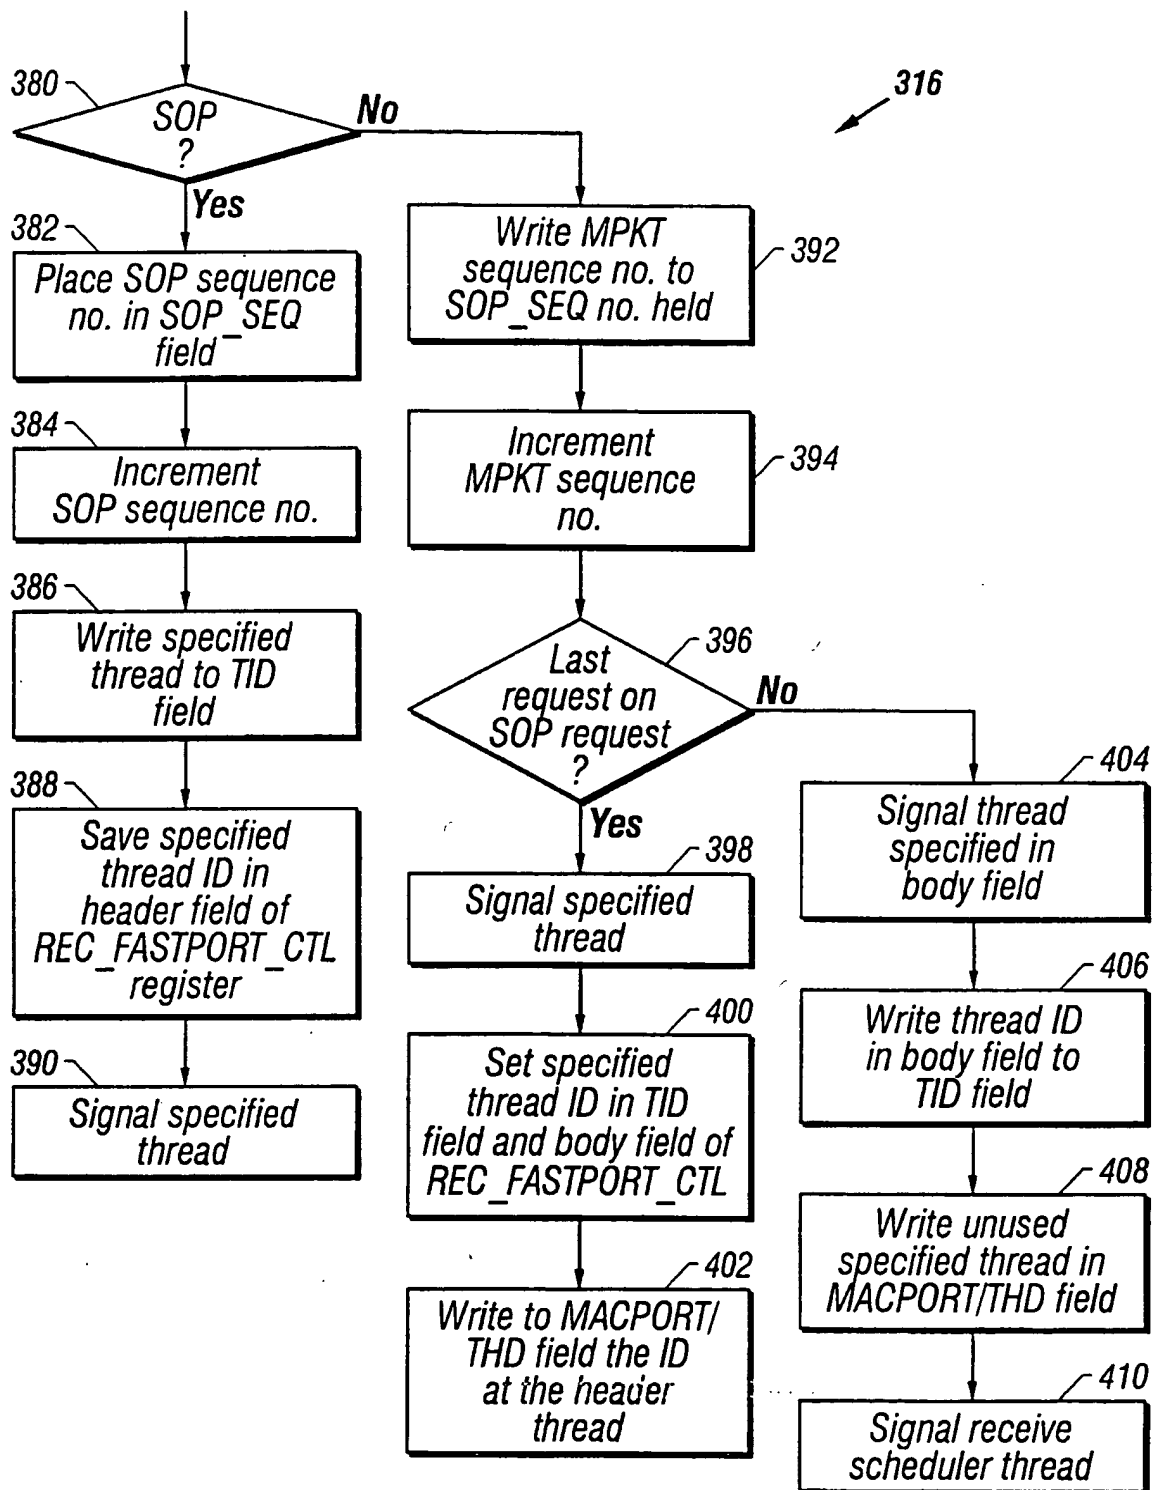 316
380
SOP
?
No
Yes
382
Place SOP sequence
no. in SOP_SEQ
field
384
Increment
SOP sequence no.
386
Write specified
thread to TID
field
388
Save specified
thread ID in
header field of
REC_FASTPORT_CTL
register
390
Signal specified
thread
Write MPKT
sequence no. to
SOP_SEQ no. held
392
Increment
MPKT sequence
no.
394
Last
request on
SOP request
?
396
No
Yes
398
Signal specified
thread
400
Set specified
thread ID in TID
field and body field of
REC_FASTPORT_CTL
402
Write to MACPORT/
THD field the ID
at the header
thread
404
Signal thread
specified in
body field
406
Write thread ID
in body field to
TID field
408
Write unused
specified thread in
MACPORT/THD field
410
Signal receive
scheduler thread